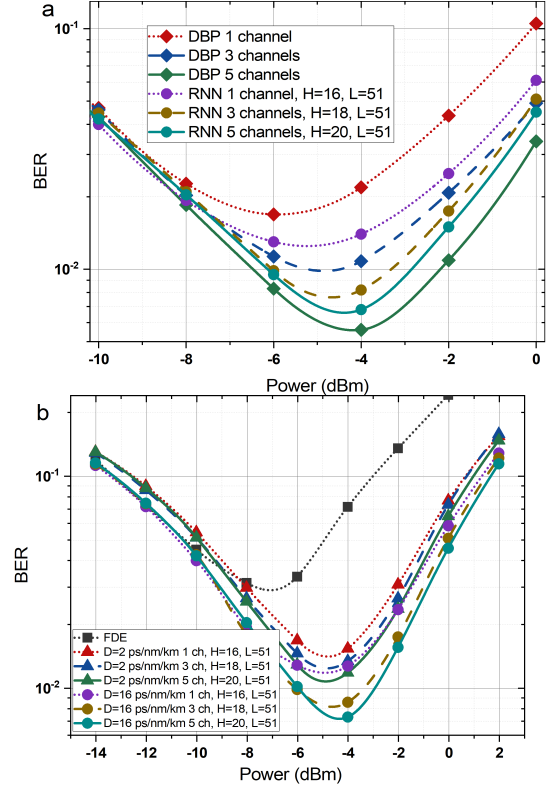 a
10⁻¹
DBP 1 channel
DBP 3 channels
DBP 5 channels
RNN 1 channel, H=16, L=51
RNN 3 channels, H=18, L=51
RNN 5 channels, H=20, L=51
BER
10⁻²
-10 -8 -6 -4 -2 0
Power (dBm)
b
10⁻¹
BER
FDE
D=2 ps/nm/km 1 ch, H=16, L=51
D=2 ps/nm/km 3 ch, H=18, L=51
D=2 ps/nm/km 5 ch, H=20, L=51
D=16 ps/nm/km 1 ch, H=16, L=51
D=16 ps/nm/km 3 ch, H=18, L=51
D=16 ps/nm/km 5 ch, H=20, L=51
10⁻²
-14 -12 -10 -8 -6 -4 -2 0 2
Power (dBm)